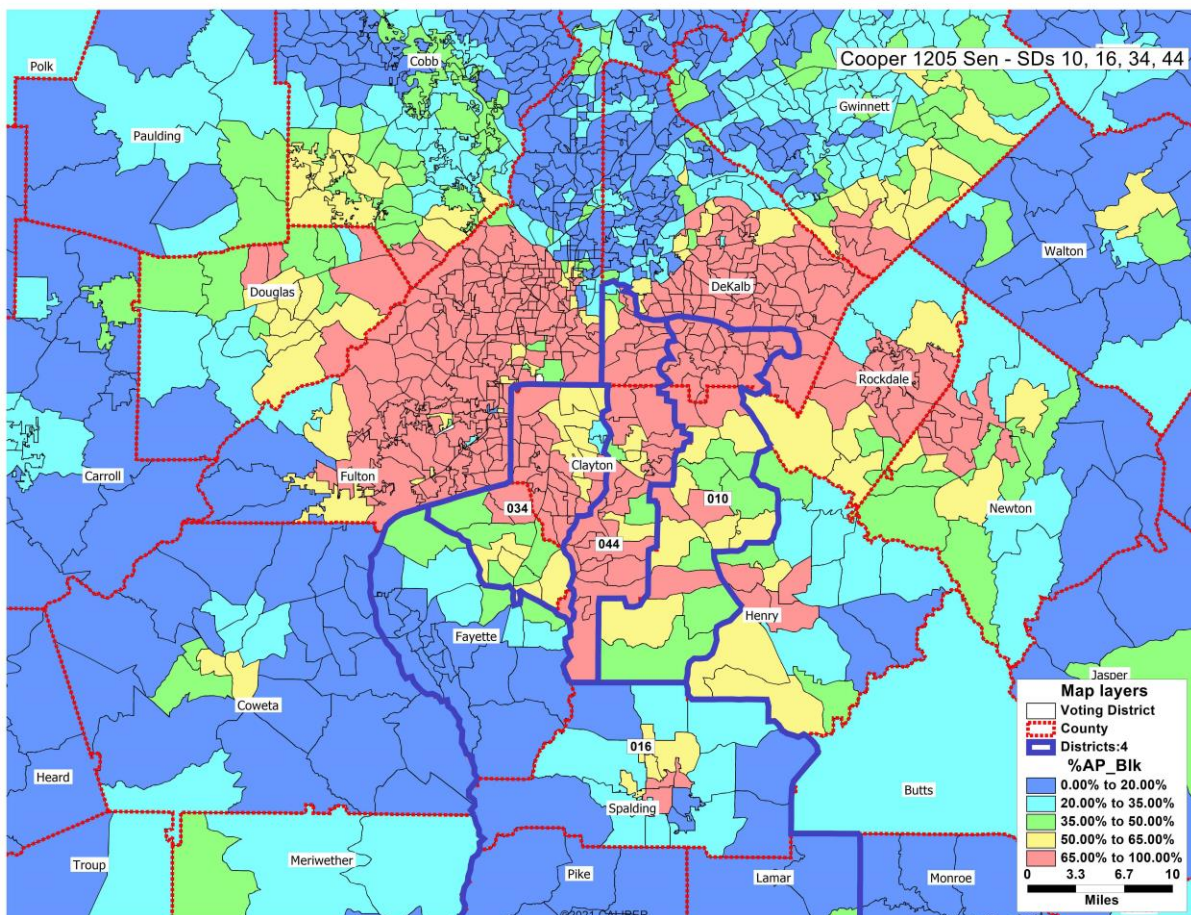 Cooper 1205 Sen - SDs 10, 16, 34, 44
Polk
Cobb
Gwinnett
Paulding
Walton
Douglas
DeKalb
Rockdale
Carroll
Fulton
Clayton
010
034
Newton
044
Henry
Fayette
Jasper
Coweta
016
Heard
Spalding
Butts
Troup
Meriwether
Pike
Lamar
Monroe
Map layers
Voting District
County
Districts:4
%AP_Blk
0.00% to 20.00%
20.00% to 35.00%
35.00% to 50.00%
50.00% to 65.00%
65.00% to 100.00%
0 3.3 6.7 10
Miles
©2021 CALIPER